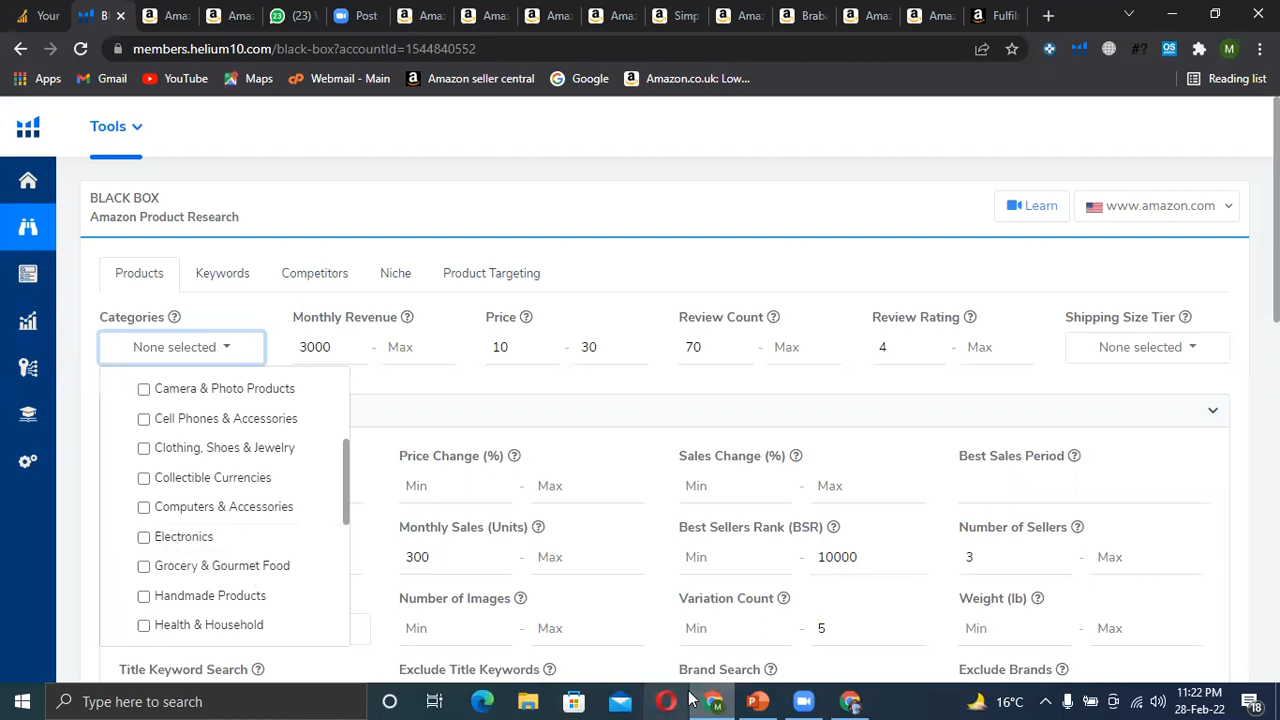 Your
B
Ama
Ama
Ama
(23)
Post
Amaz
Ama
Ama
Ama
Simp
Ama
Brab
Ama
Ama
Fulfil
members.helium10.com/black-box?accountId=1544840552
Apps
Gmail
YouTube
Maps
Webmail - Main
Amazon seller central
Google
Amazon.co.uk: Low...
Reading list
Tools
BLACK BOX
Amazon Product Research
Learn
www.amazon.com
Products
Keywords
Competitors
Niche
Product Targeting
Categories
Monthly Revenue
Price
Review Count
Review Rating
Shipping Size Tier
None selected
3000 - Max
10 - 30
70 - Max
4 - Max
None selected
Camera & Photo Products
Cell Phones & Accessories
Clothing, Shoes & Jewelry
Collectible Currencies
Computers & Accessories
Electronics
Grocery & Gourmet Food
Handmade Products
Health & Household
Price Change (%)
Sales Change (%)
Best Sales Period
Min - Max
Min - Max
Monthly Sales (Units)
Best Sellers Rank (BSR)
Number of Sellers
300 - Max
Min - 10000
3 - Max
Number of Images
Variation Count
Weight (lb)
Min - Max
Min - 5
Min - Max
Title Keyword Search
Exclude Title Keywords
Brand Search
Exclude Brands
Type here to search
16°C
11:22 PM
28-Feb-22
18